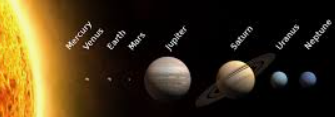 Mercury
Venus
Earth
Mars
Jupiter
Saturn
Uranus
Neptune